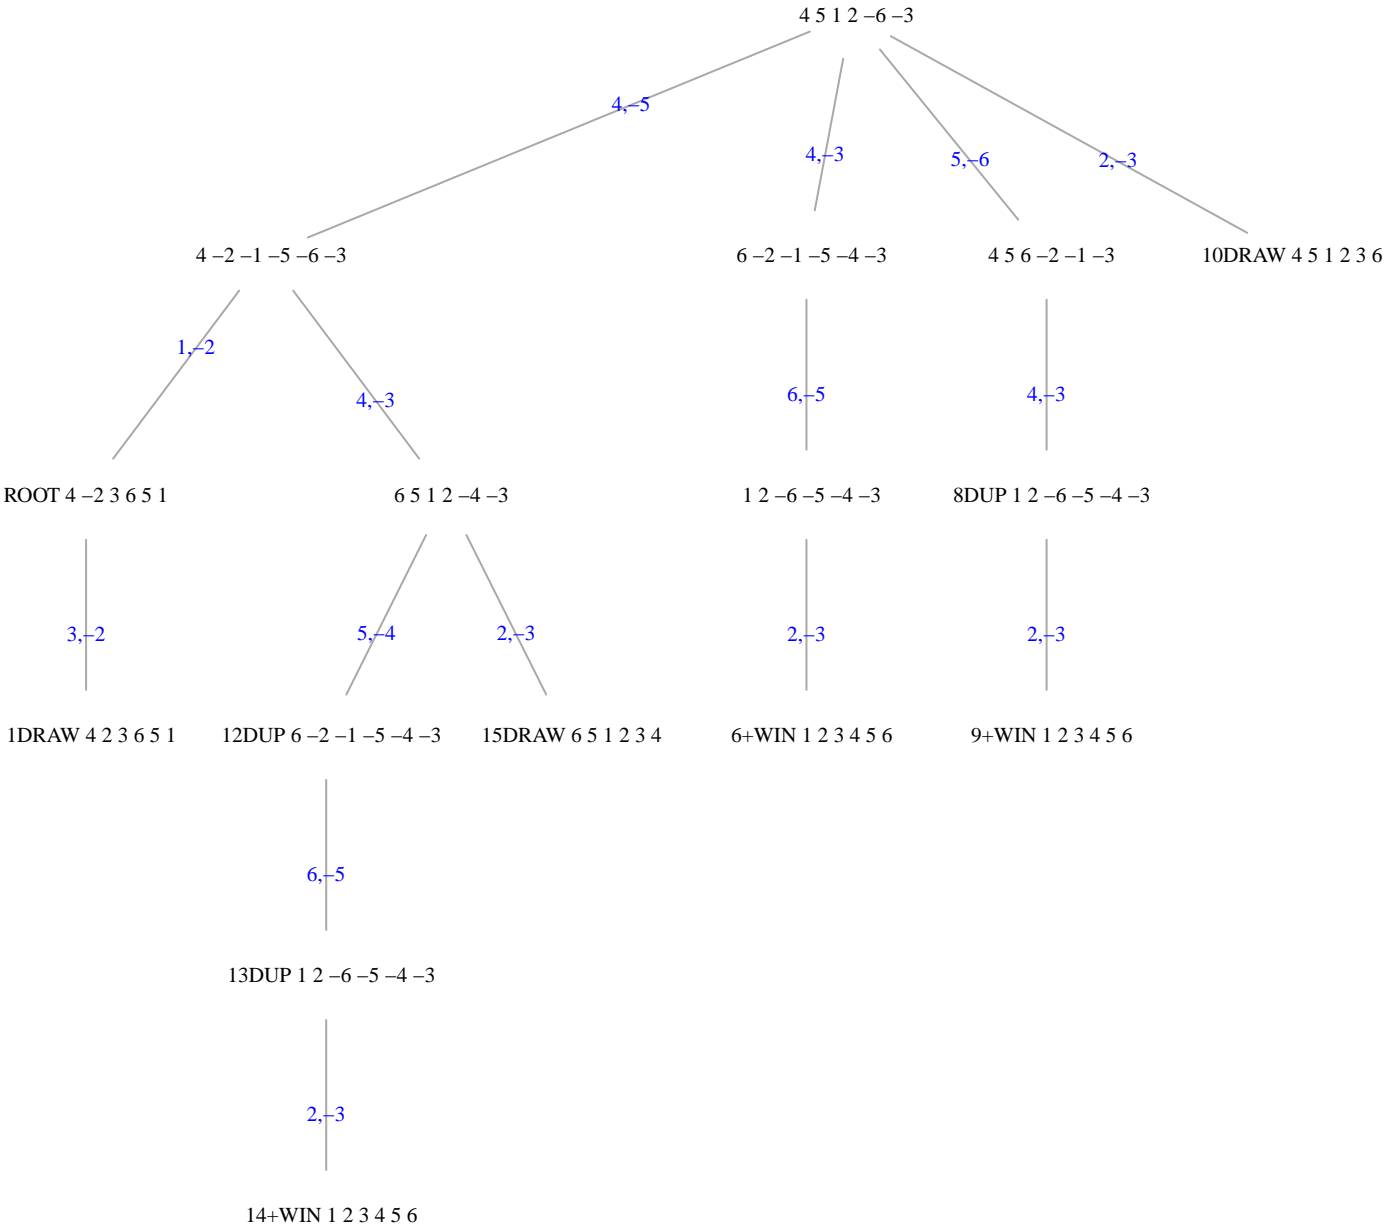 4 5 1 2 –6 –3
4,–5
4,–3
5,–6
2,–3
4 –2 –1 –5 –6 –3
6 –2 –1 –5 –4 –3
4 5 6 –2 –1 –3
10DRAW 4 5 1 2 3 6
1,–2
4,–3
6,–5
4,–3
ROOT 4 –2 3 6 5 1
6 5 1 2 –4 –3
1 2 –6 –5 –4 –3
8DUP 1 2 –6 –5 –4 –3
3,–2
5,–4
2,–3
2,–3
2,–3
1DRAW 4 2 3 6 5 1
12DUP 6 –2 –1 –5 –4 –3
15DRAW 6 5 1 2 3 4
6+WIN 1 2 3 4 5 6
9+WIN 1 2 3 4 5 6
6,–5
13DUP 1 2 –6 –5 –4 –3
2,–3
14+WIN 1 2 3 4 5 6